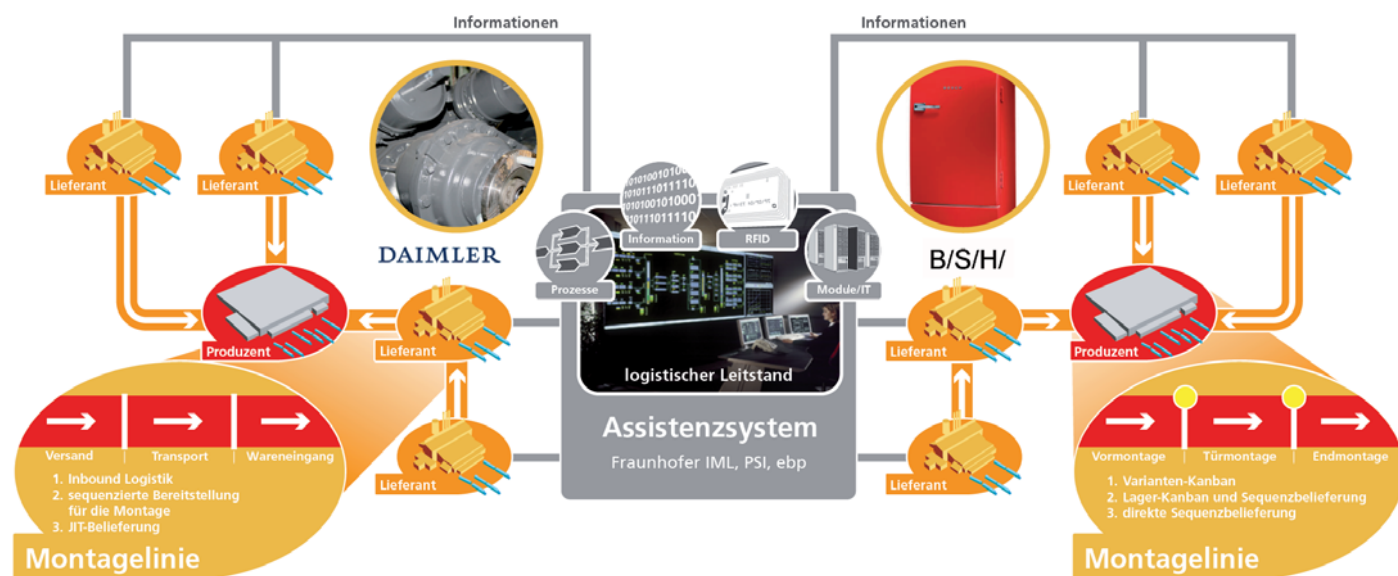 Informationen
Informationen
Lieferant
Lieferant
Lieferant
Lieferant
DAIMLER
B/S/H/
Prozesse
Information
RFID
Module/IT
Produzent
Lieferant
Lieferant
Produzent
logistischer Leitstand
Assistenzsystem
Fraunhofer IML, PSI, ebp
Lieferant
Lieferant
Versand | Transport | Wareneingang
1. Inbound Logistik
2. sequenzierte Bereitstellung
für die Montage
3. JIT-Belieferung
Montagelinie
Vormontage | Türmontage | Endmontage
1. Varianten-Kanban
2. Lager-Kanban und Sequenzbelieferung
3. direkte Sequenzbelieferung
Montagelinie